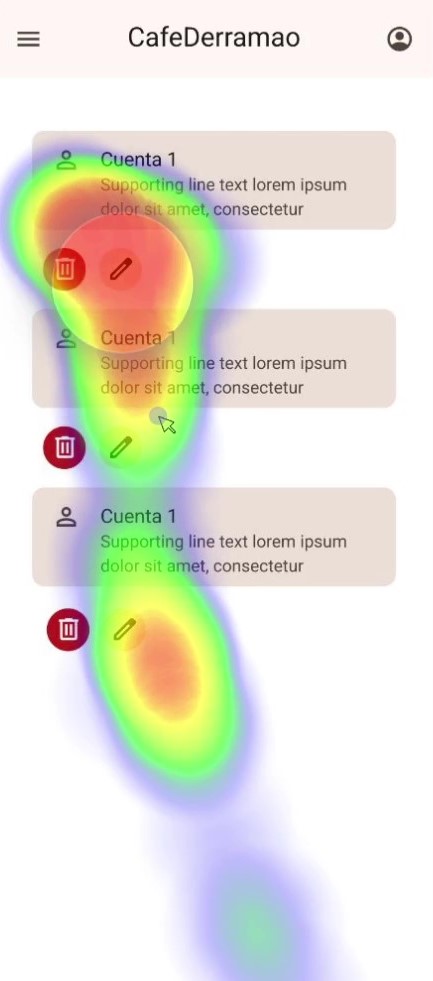 CafeDerramao
Cuenta 1
Supporting line text lorem ipsum
dolor sit amet, consectetur
Cuenta 1
Supporting line text lorem ipsum
dolor sit amet, consectetur
Cuenta 1
Supporting line text lorem ipsum
dolor sit amet, consectetur